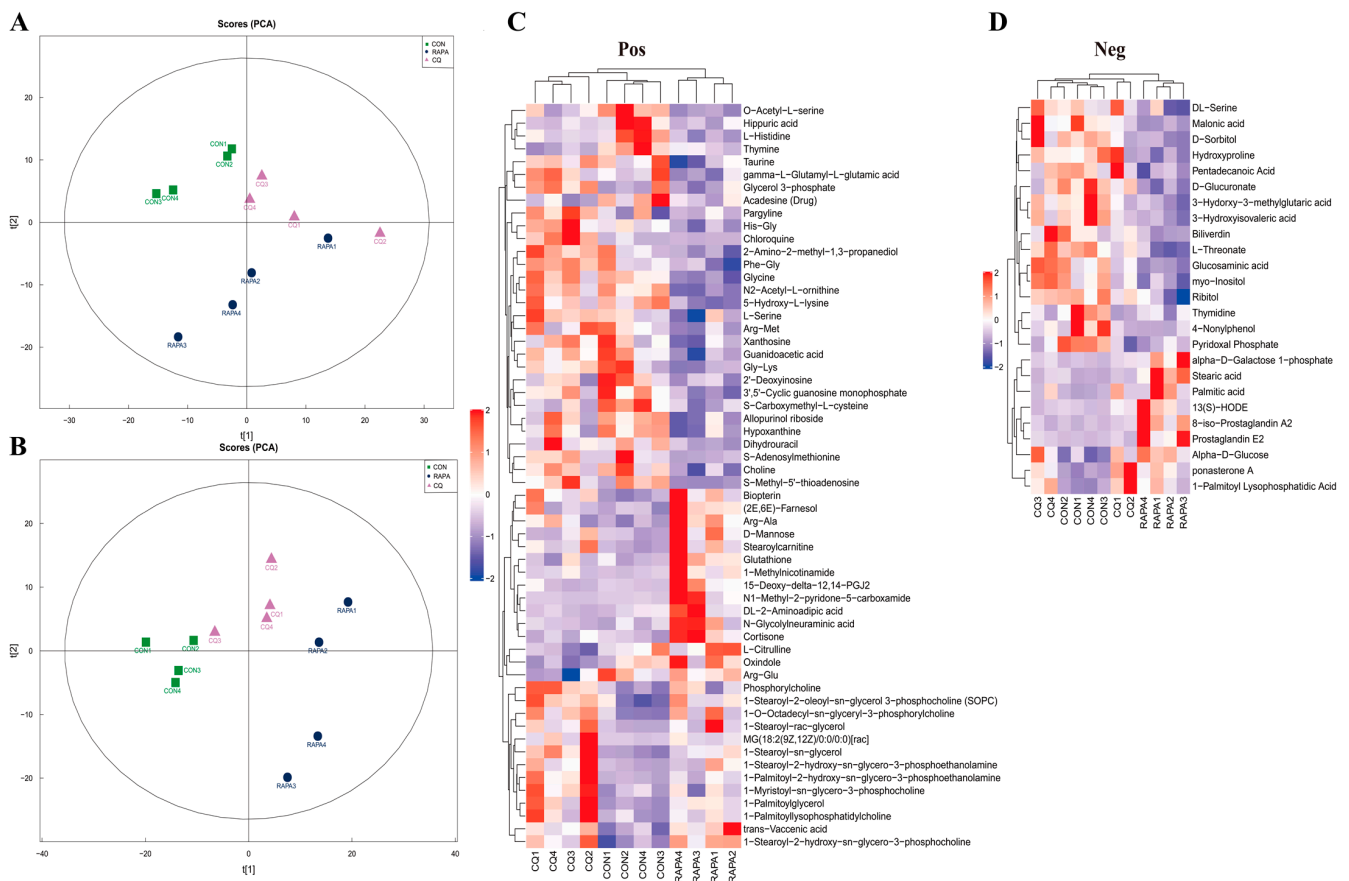 A
Scores (PCA)
CON
RAPA
CQ
t[2]
20
10
0
-10
-20
CON1
CON2
CON3
CON4
CQ3
CQ4
CQ1
CQ2
RAPA1
RAPA2
RAPA4
RAPA3
-30
-20
-10
0
10
20
30
t[1]
B
Scores (PCA)
CON
RAPA
CQ
t[2]
20
10
0
-10
-20
CQ2
CQ1
CQ4
CQ3
CON1
CON2
CON3
CON4
RAPA1
RAPA2
RAPA4
RAPA3
-40
-20
0
20
40
t[1]
C
Pos
2
1
0
-1
-2
O-Acetyl-L-serine
Hippuric acid
L-Histidine
Thymine
Taurine
gamma-L-Glutamyl-L-glutamic acid
Glycerol 3-phosphate
Acadesine (Drug)
Pargyline
His-Gly
Chloroquine
2-Amino-2-methyl-1,3-propanediol
Phe-Gly
Glycine
N2-Acetyl-L-ornithine
5-Hydroxy-L-lysine
L-Serine
Arg-Met
Xanthosine
Guanidoacetic acid
Gly-Lys
2'-Deoxyinosine
3',5'-Cyclic guanosine monophosphate
S-Carboxymethyl-L-cysteine
Allopurinol riboside
Hypoxanthine
Dihydrouracil
S-Adenosylmethionine
Choline
S-Methyl-5'-thioadenosine
Biopterin
(2E,6E)-Farnesol
Arg-Ala
D-Mannose
Stearoylcarnitine
Glutathione
1-Methylnicotinamide
15-Deoxy-delta-12,14-PGJ2
N1-Methyl-2-pyridone-5-carboxamide
DL-2-Aminoadipic acid
N-Glycolylneuraminic acid
Cortisone
L-Citrulline
Oxindole
Arg-Glu
Phosphorylcholine
1-Stearoyl-2-oleoyl-sn-glycerol 3-phosphocholine (SOPC)
1-O-Octadecyl-sn-glyceryl-3-phosphorylcholine
1-Stearoyl-rac-glycerol
MG(18:2(9Z,12Z)/0:0/0:0)[rac]
1-Stearoyl-sn-glycerol
1-Stearoyl-2-hydroxy-sn-glycero-3-phosphoethanolamine
1-Palmitoyl-2-hydroxy-sn-glycero-3-phosphoethanolamine
1-Myristoyl-sn-glycero-3-phosphocholine
1-Palmitoylglycerol
1-Palmitoyllysophosphatidylcholine
trans-Vaccenic acid
1-Stearoyl-2-hydroxy-sn-glycero-3-phosphocholine
CQ1
CQ4
CQ3
CQ2
CON1
CON2
CON4
CON3
RAPA4
RAPA3
RAPA1
RAPA2
D
Neg
2
1
0
-1
-2
DL-Serine
Malonic acid
D-Sorbitol
Hydroxyproline
Pentadecanoic Acid
D-Glucuronate
3-Hydorxy-3-methylglutaric acid
3-Hydroxyisovaleric acid
Biliverdin
L-Threonate
Glucosaminic acid
myo-Inositol
Ribitol
Thymidine
4-Nonylphenol
Pyridoxal Phosphate
alpha-D-Galactose 1-phosphate
Stearic acid
Palmitic acid
13(S)-HODE
8-iso-Prostaglandin A2
Prostaglandin E2
Alpha-D-Glucose
ponasterone A
1-Palmitoyl Lysophosphatidic Acid
CQ3
CQ4
CON2
CON1
CON4
CON3
CQ1
CQ2
RAPA4
RAPA1
RAPA2
RAPA3